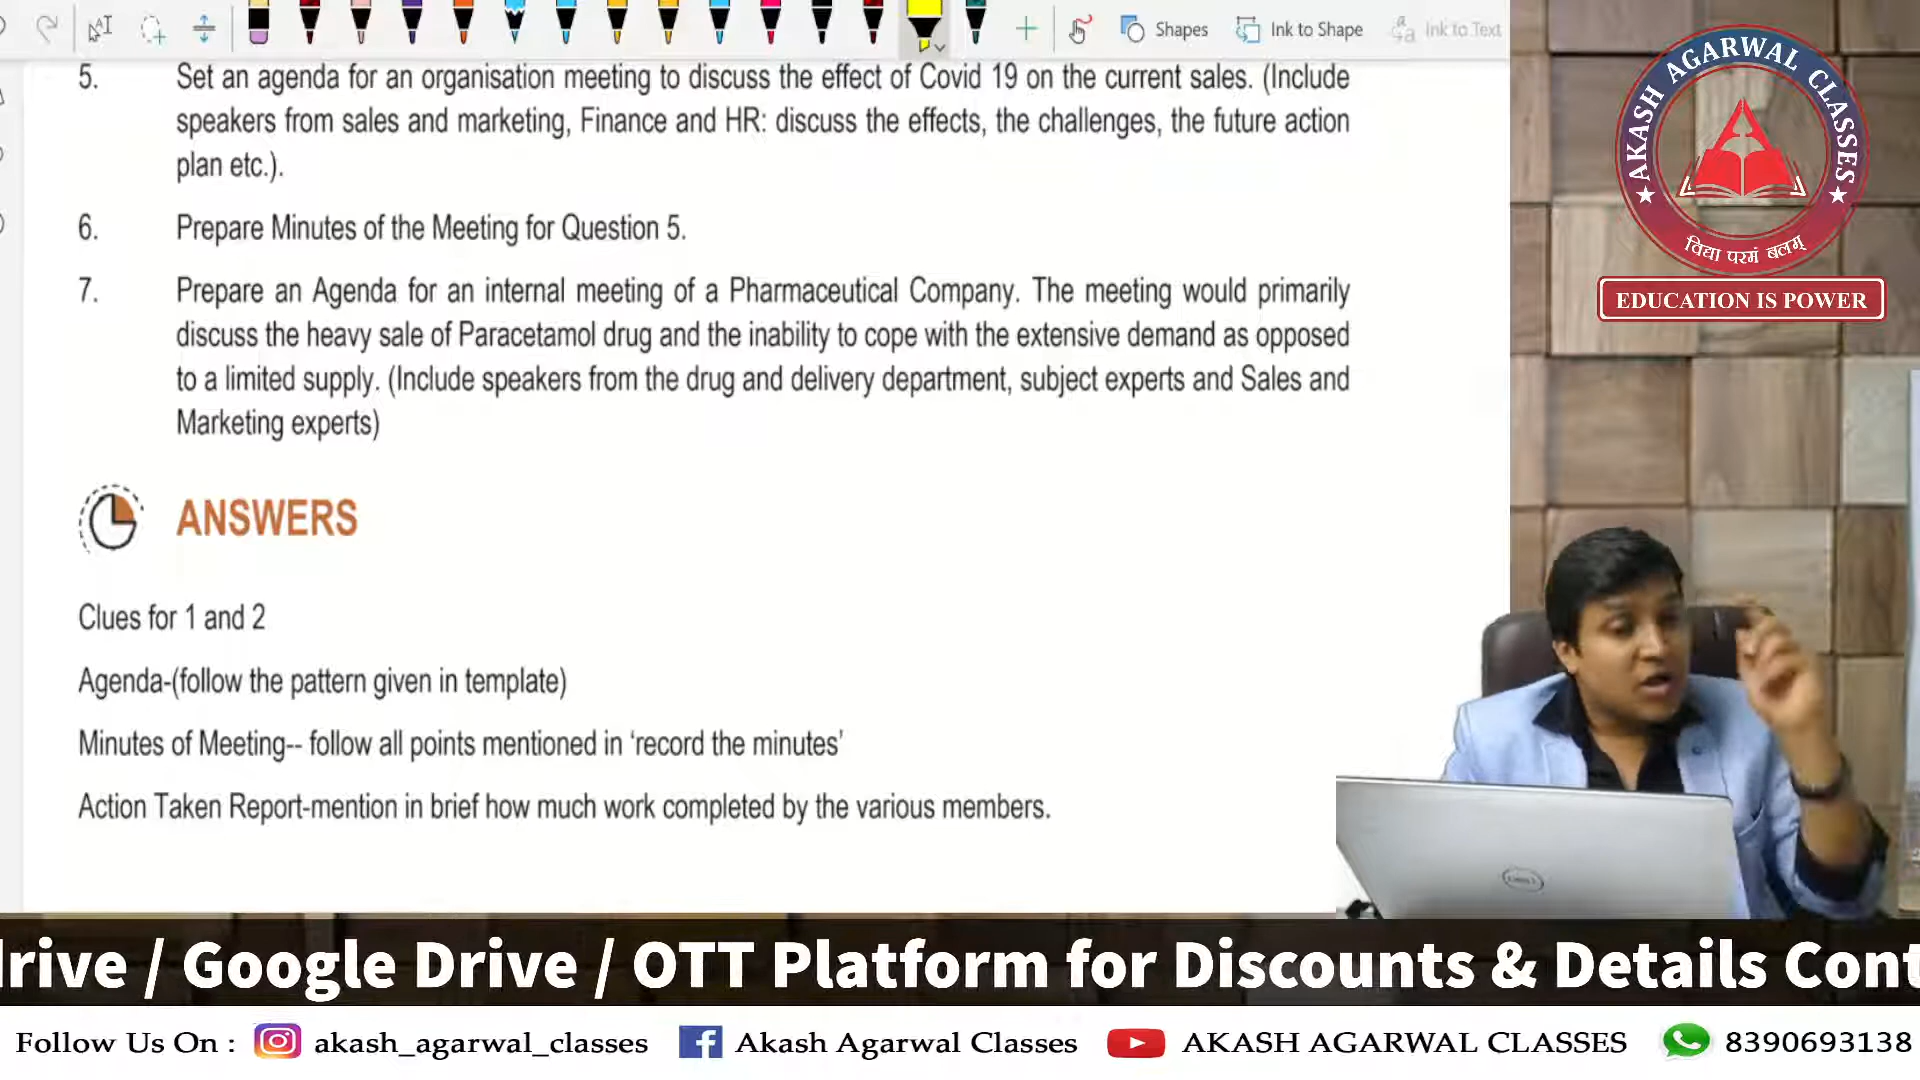 Shapes
Ink to Shape
Ink to Text
5. Set an agenda for an organisation meeting to discuss the effect of Covid 19 on the current sales. (Include
speakers from sales and marketing, Finance and HR: discuss the effects, the challenges, the future action
plan etc.).
6. Prepare Minutes of the Meeting for Question 5.
7. Prepare an Agenda for an internal meeting of a Pharmaceutical Company. The meeting would primarily
discuss the heavy sale of Paracetamol drug and the inability to cope with the extensive demand as opposed
to a limited supply. (Include speakers from the drug and delivery department, subject experts and Sales and
Marketing experts)
ANSWERS
Clues for 1 and 2
Agenda-(follow the pattern given in template)
Minutes of Meeting-- follow all points mentioned in ‘record the minutes’
Action Taken Report-mention in brief how much work completed by the various members.
AKASH AGARWAL CLASSES
विद्या परमं बलम्
EDUCATION IS POWER
DELL
rive / Google Drive / OTT Platform for Discounts & Details Cont
Follow Us On : akash_agarwal_classes Akash Agarwal Classes AKASH AGARWAL CLASSES 8390693138